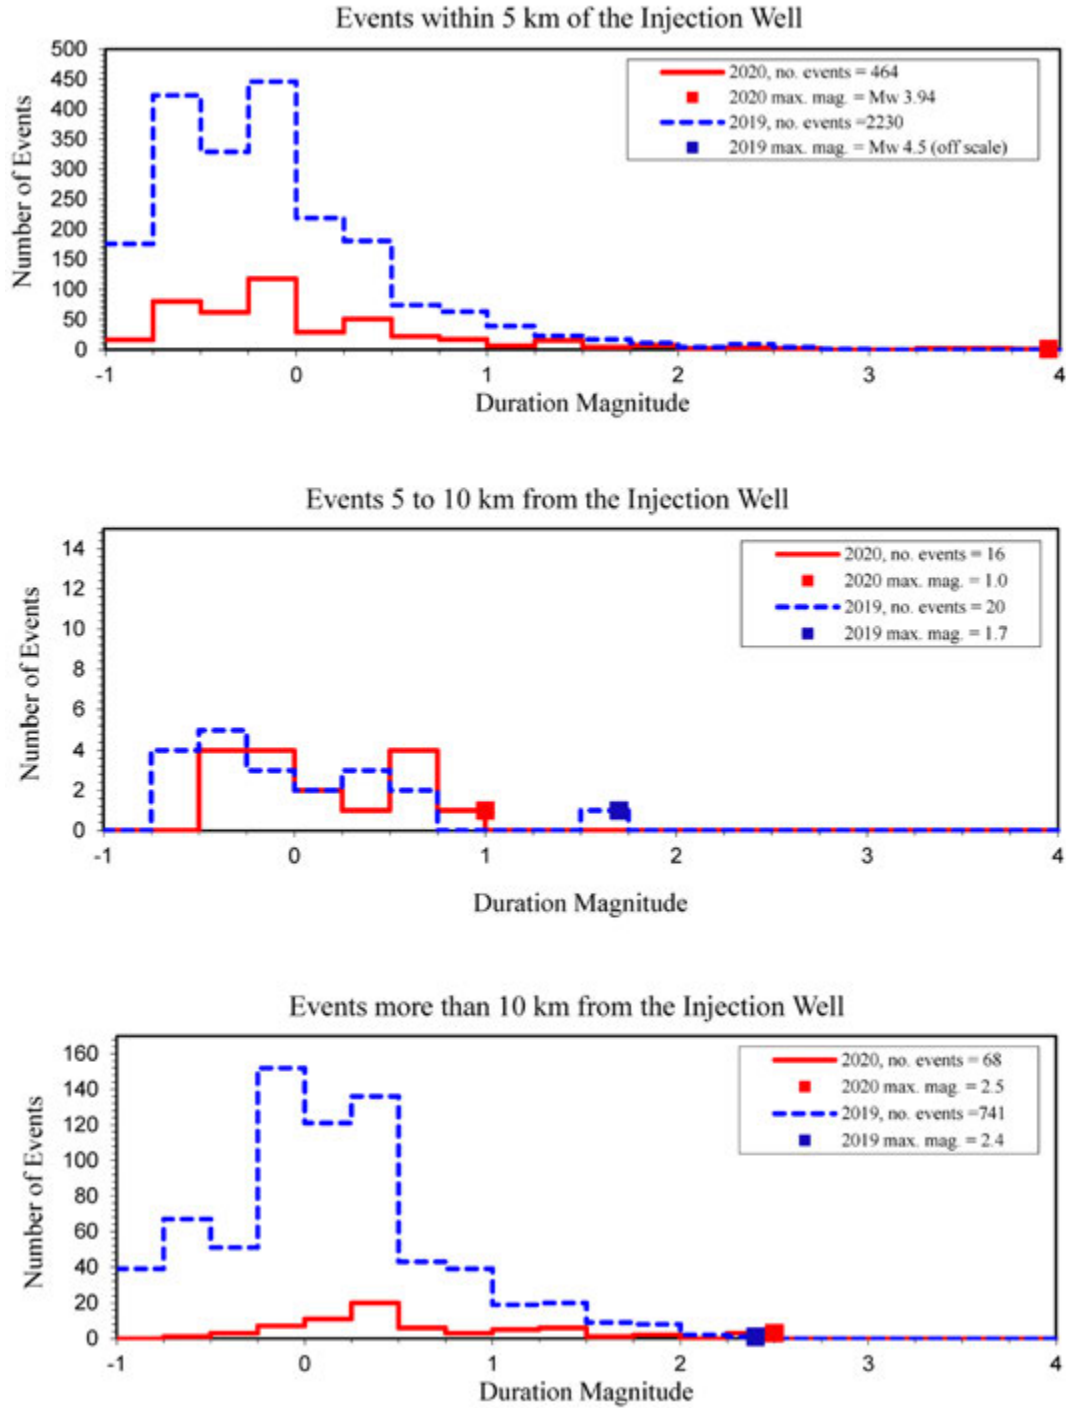 Events within 5 km of the Injection Well
500
450
400
350
300
250
200
150
100
50
0
Number of Events
2020, no. events = 464
2020 max. mag. = Mw 3.94
2019, no. events =2230
2019 max. mag. = Mw 4.5 (off scale)
-1 0 1 2 3 4
Duration Magnitude
Events 5 to 10 km from the Injection Well
14
12
10
8
6
4
2
0
Number of Events
2020, no. events = 16
2020 max. mag. = 1.0
2019, no. events = 20
2019 max. mag. = 1.7
-1 0 1 2 3 4
Duration Magnitude
Events more than 10 km from the Injection Well
160
140
120
100
80
60
40
20
0
Number of Events
2020, no. events = 68
2020 max. mag. = 2.5
2019, no. events =741
2019 max. mag. = 2.4
-1 0 1 2 3 4
Duration Magnitude